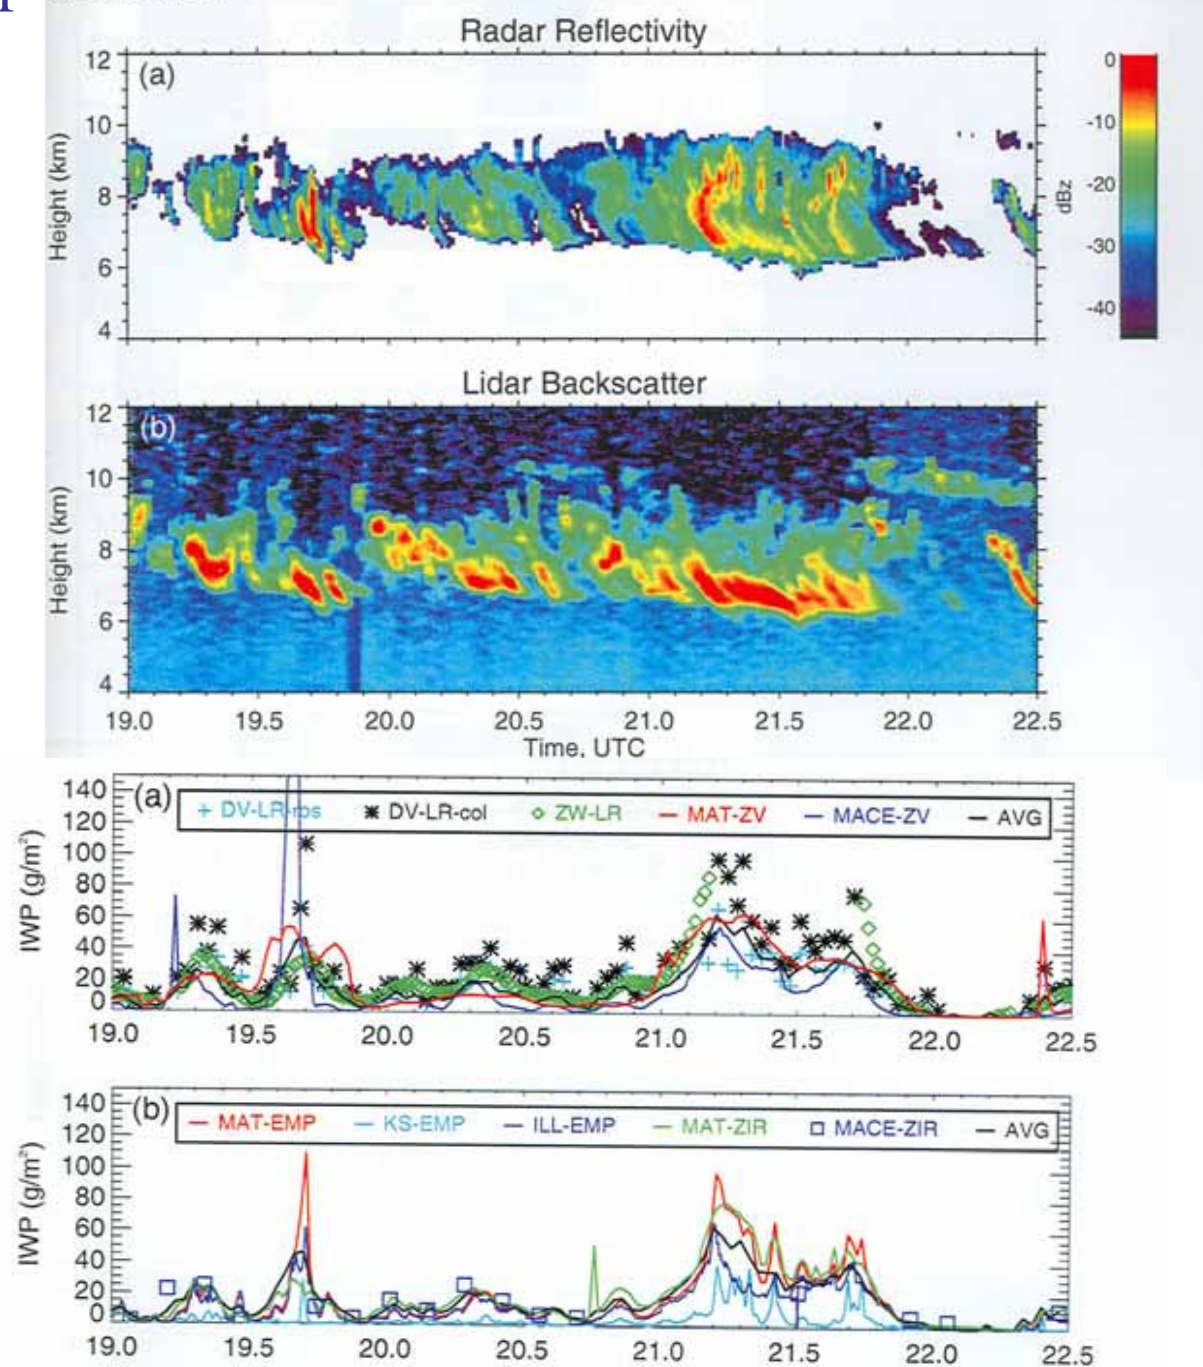 Radar Reflectivity
(a)
Height (km)
12
10
8
6
4
0
-10
-20
-30
-40
dBz
Lidar Backscatter
(b)
Height (km)
12
10
8
6
4
19.0 19.5 20.0 20.5 21.0 21.5 22.0 22.5
Time, UTC
(a)
DV-LR-ros DV-LR-col ZW-LR MAT-ZV MACE-ZV AVG
IWP (g/m²)
140
120
100
80
60
40
20
0
19.0 19.5 20.0 20.5 21.0 21.5 22.0 22.5
(b)
MAT-EMP KS-EMP ILL-EMP MAT-ZIR MACE-ZIR AVG
IWP (g/m²)
140
120
100
80
60
40
20
0
19.0 19.5 20.0 20.5 21.0 21.5 22.0 22.5